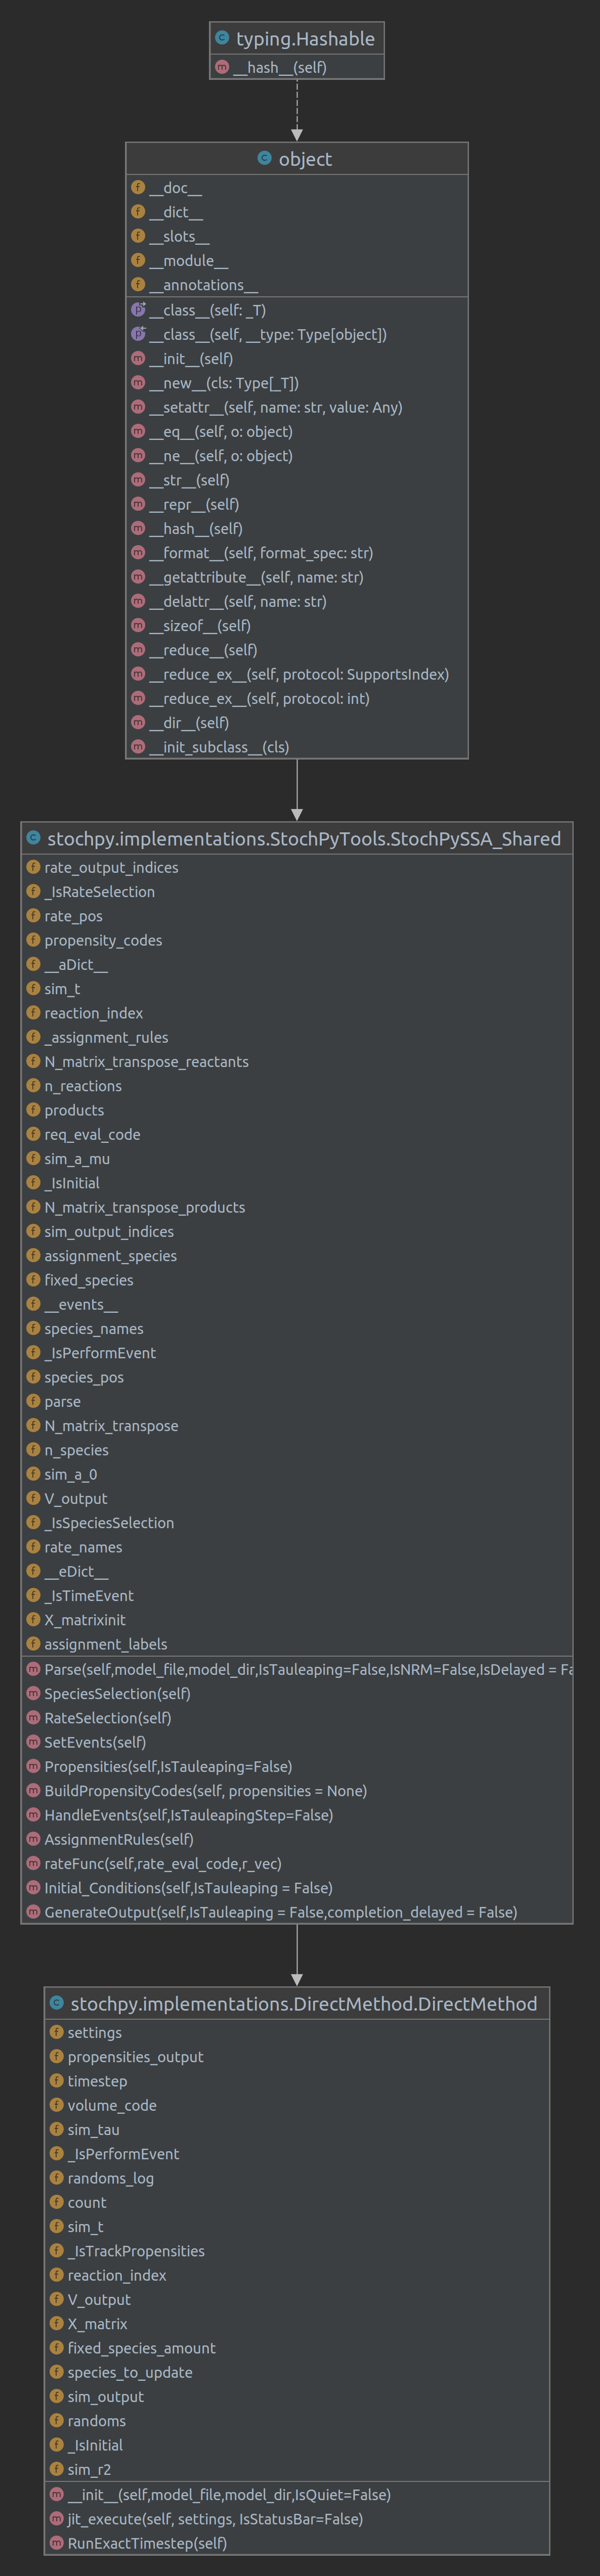 typing.Hashable
__hash__(self)
object
__doc__
__dict__
__slots__
__module__
__annotations__
__class__(self: _T)
__class__(self, __type: Type[object])
__init__(self)
__new__(cls: Type[_T])
__setattr__(self, name: str, value: Any)
__eq__(self, o: object)
__ne__(self, o: object)
__str__(self)
__repr__(self)
__hash__(self)
__format__(self, format_spec: str)
__getattribute__(self, name: str)
__delattr__(self, name: str)
__sizeof__(self)
__reduce__(self)
__reduce_ex__(self, protocol: SupportsIndex)
__reduce_ex__(self, protocol: int)
__dir__(self)
__init_subclass__(cls)
stochpy.implementations.StochPyTools.StochPySSA_Shared
rate_output_indices
_IsRateSelection
rate_pos
propensity_codes
__aDict__
sim_t
reaction_index
_assignment_rules
N_matrix_transpose_reactants
n_reactions
products
req_eval_code
sim_a_mu
_IsInitial
N_matrix_transpose_products
sim_output_indices
assignment_species
fixed_species
__events__
species_names
_IsPerformEvent
species_pos
parse
N_matrix_transpose
n_species
sim_a_0
V_output
_IsSpeciesSelection
rate_names
__eDict__
_IsTimeEvent
X_matrixinit
assignment_labels
Parse(self,model_file,model_dir,IsTauleaping=False,IsNRM=False,IsDelayed = Fa
SpeciesSelection(self)
RateSelection(self)
SetEvents(self)
Propensities(self,IsTauleaping=False)
BuildPropensityCodes(self, propensities = None)
HandleEvents(self,IsTauleapingStep=False)
AssignmentRules(self)
rateFunc(self,rate_eval_code,r_vec)
Initial_Conditions(self,IsTauleaping = False)
GenerateOutput(self,IsTauleaping = False,completion_delayed = False)
stochpy.implementations.DirectMethod.DirectMethod
settings
propensities_output
timestep
volume_code
sim_tau
_IsPerformEvent
randoms_log
count
sim_t
_IsTrackPropensities
reaction_index
V_output
X_matrix
fixed_species_amount
species_to_update
sim_output
randoms
_IsInitial
sim_r2
__init__(self,model_file,model_dir,IsQuiet=False)
jit_execute(self, settings, IsStatusBar=False)
RunExactTimestep(self)